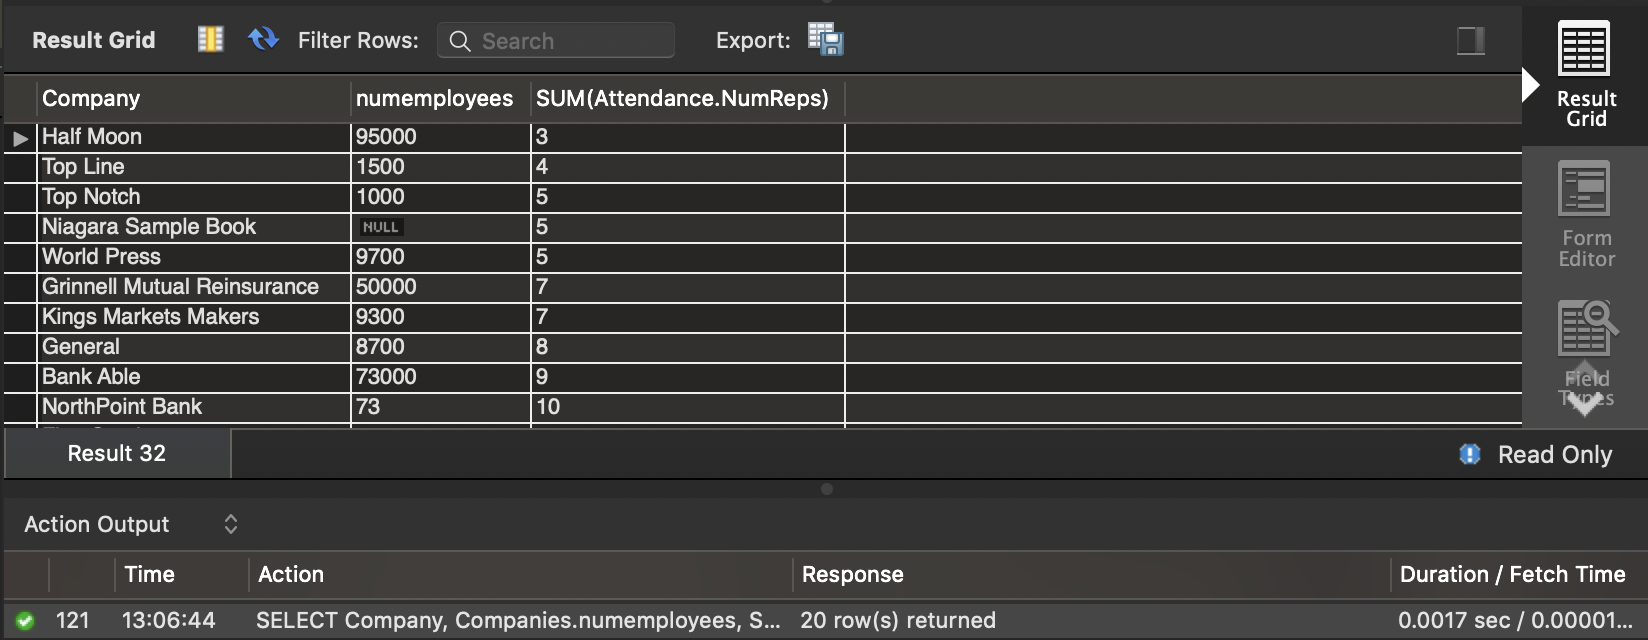 Result Grid Filter Rows: Search Export:
Company numemployees SUM(Attendance.NumReps)
Half Moon 95000 3
Top Line 1500 4
Top Notch 1000 5
Niagara Sample Book NULL 5
World Press 9700 5
Grinnell Mutual Reinsurance 50000 7
Kings Markets Makers 9300 7
General 8700 8
Bank Able 73000 9
NorthPoint Bank 73 10
Result
Grid
Form
Editor
Field
Types
Result 32 Read Only
Action Output
Time Action Response Duration / Fetch Time
121 13:06:44 SELECT Company, Companies.numemployees, S... 20 row(s) returned 0.0017 sec / 0.00001...